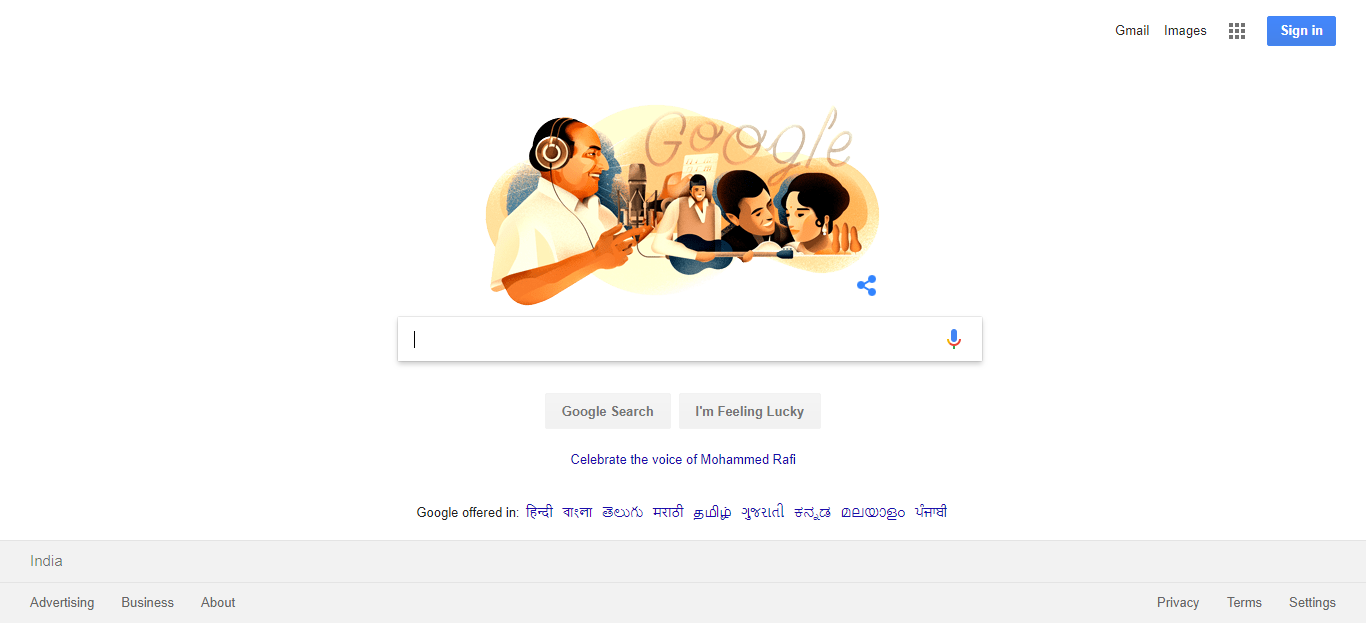 Gmail Images Sign in
Google
Google Search I'm Feeling Lucky
Celebrate the voice of Mohammed Rafi
Google offered in: हिन्दी বাংলা తెలుగు मराठी தமிழ் ગુજરાતી ಕನ್ನಡ മലയാളം ਪੰਜਾਬੀ
India
Advertising Business About Privacy Terms Settings